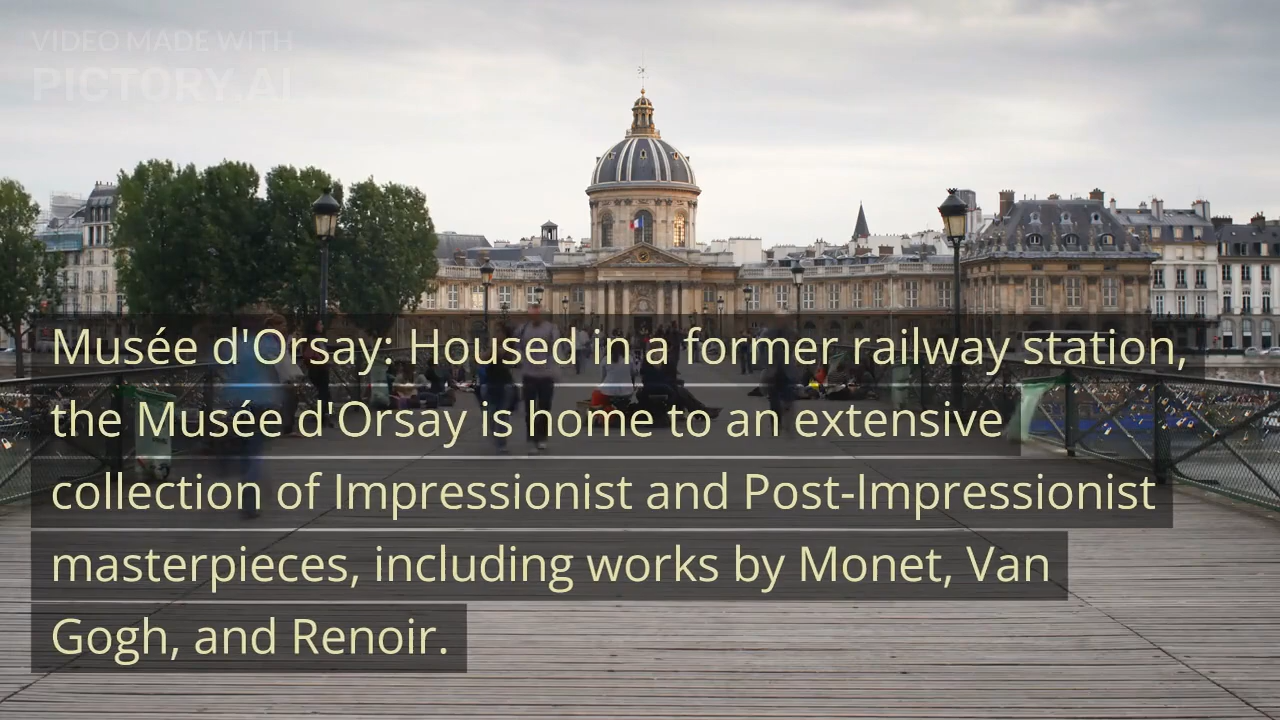 VIDEO MADE WITH
PICTORY.AI
Musée d'Orsay: Housed in a former railway station,
the Musée d'Orsay is home to an extensive
collection of Impressionist and Post-Impressionist
masterpieces, including works by Monet, Van
Gogh, and Renoir.